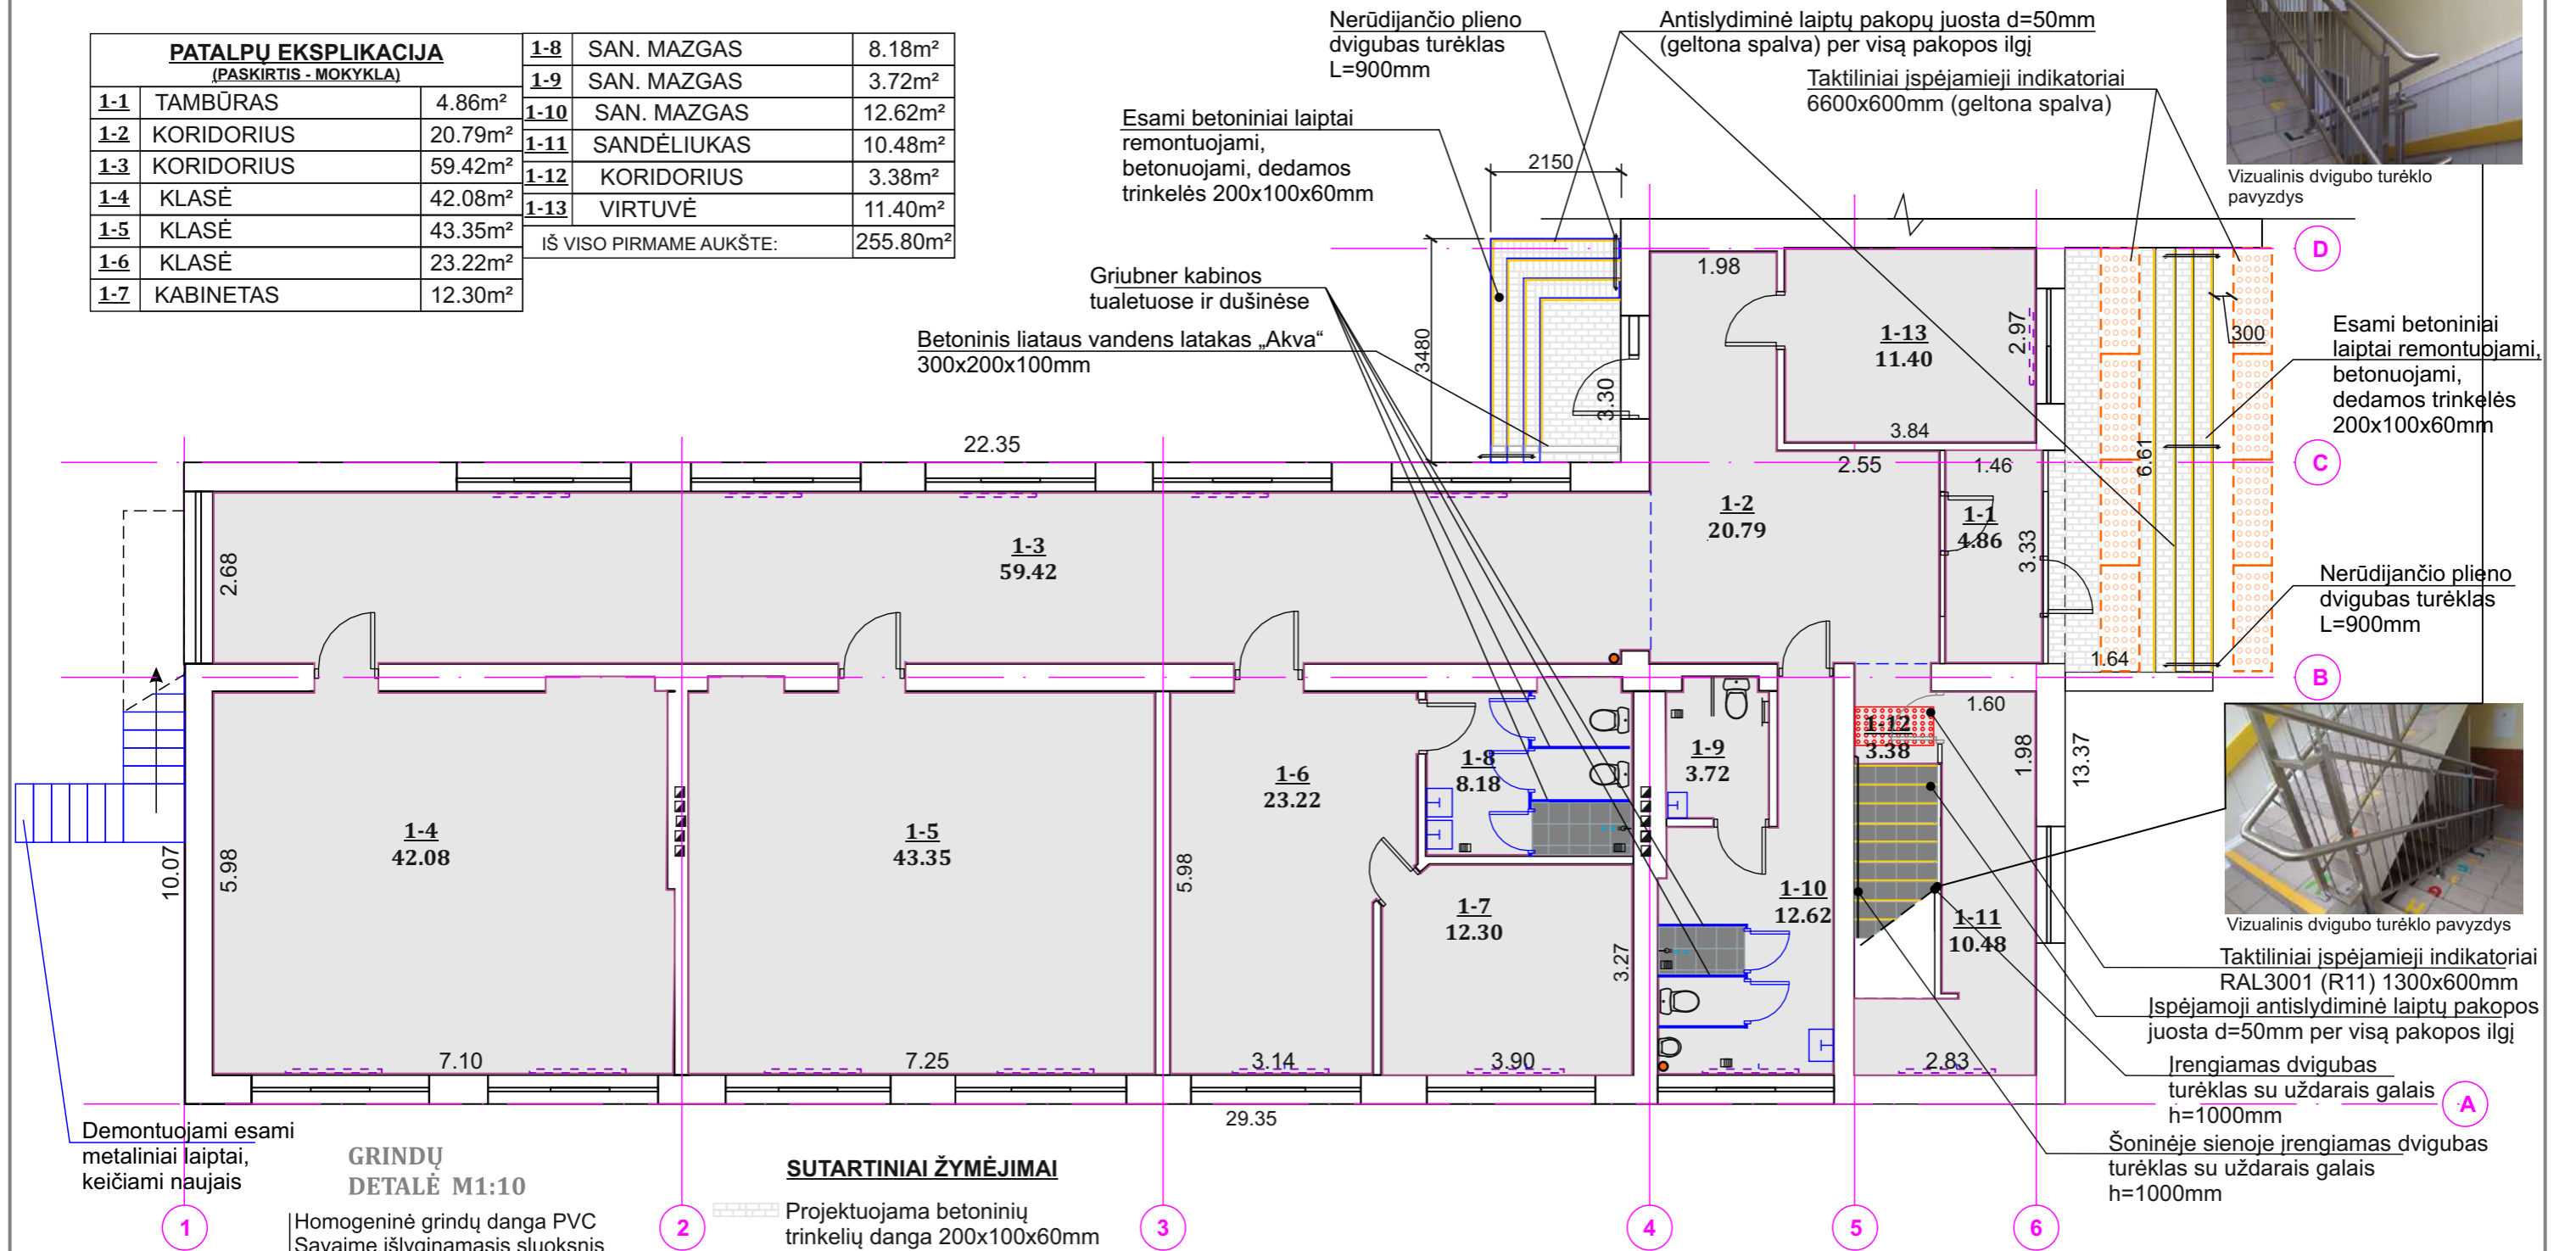 PATALPŲ EKSPLIKACIJA
(PASKIRTIS - MOKYKLA)
1-1 TAMBŪRAS 4.86m²
1-2 KORIDORIUS 20.79m²
1-3 KORIDORIUS 59.42m²
1-4 KLASĖ 42.08m²
1-5 KLASĖ 43.35m²
1-6 KLASĖ 23.22m²
1-7 KABINETAS 12.30m²
1-8 SAN. MAZGAS 8.18m²
1-9 SAN. MAZGAS 3.72m²
1-10 SAN. MAZGAS 12.62m²
1-11 SANDĖLIUKAS 10.48m²
1-12 KORIDORIUS 3.38m²
1-13 VIRTUVĖ 11.40m²
IŠ VISO PIRMAME AUKŠTE: 255.80m²
Nerūdijančio plieno
dvigubas turėklas
L=900mm
Antislydiminė laiptų pakopų juosta d=50mm
(geltona spalva) per visą pakopos ilgį
Taktiliniai įspėjamieji indikatoriai
6600x600mm (geltona spalva)
Esami betoniniai laiptai
remontuojami,
betonuojami, dedamos
trinkelės 200x100x60mm
Vizualinis dvigubo turėklo
pavyzdys
Griubner kabinos
tualetuose ir dušinėse
Betoninis liataus vandens latakas „Akva“
300x200x100mm
2150
3480
3.30
1.98
1-13
11.40
2.97
3.84
300
D
Esami betoniniai
laiptai remontuojami,
betonuojami,
dedamos trinkelės
200x100x60mm
22.35
2.55
1.46
6.61
C
1-2
20.79
1-1
4.86
3.33
1-3
59.42
2.68
Nerūdijančio plieno
dvigubas turėklas
L=900mm
1.64
B
1.60
1-12
3.38
1.98
13.37
1-9
3.72
1-8
8.18
1-6
23.22
1-4
42.08
1-5
43.35
10.07
5.98
5.98
1-7
12.30
3.27
1-10
12.62
1-11
10.48
Vizualinis dvigubo turėklo pavyzdys
Taktiliniai įspėjamieji indikatoriai
RAL3001 (R11) 1300x600mm
Įspėjamoji antislydiminė laiptų pakopos
juosta d=50mm per visą pakopos ilgį
7.10
7.25
3.14
3.90
2.83
Įrengiamas dvigubas
turėklas su uždarais galais
h=1000mm
A
29.35
Šoninėje sienoje įrengiamas dvigubas
turėklas su uždarais galais
h=1000mm
Demontuojami esami
metaliniai laiptai,
keičiami naujais
GRINDŲ
DETALĖ M1:10
Homogeninė grindų danga PVC
Savaime išlyginamasis sluoksnis
SUTARTINIAI ŽYMĖJIMAI
Projektuojama betoninių
trinkelių danga 200x100x60mm
1
2
3
4
5
6